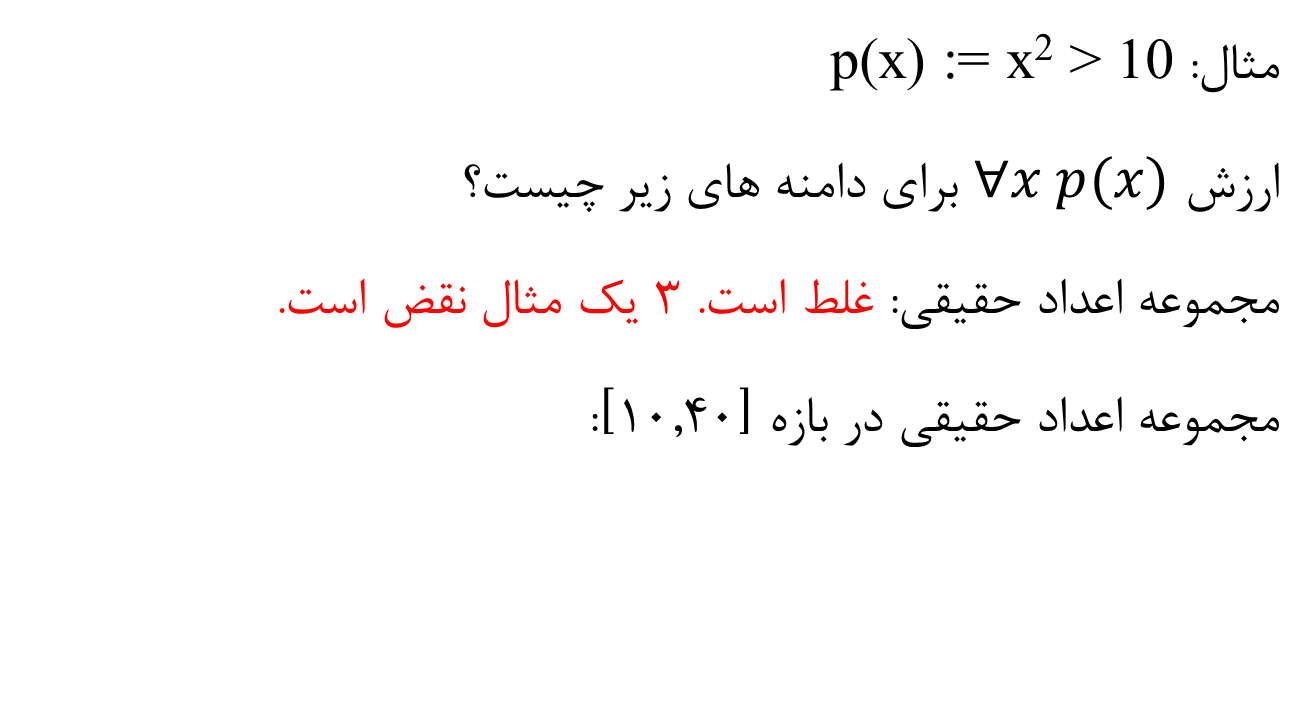 مثال: p(x) := x² > 10
ارزش ∀x p(x) برای دامنه های زیر چیست؟
مجموعه اعداد حقیقی: غلط است. ۳ یک مثال نقض است.
مجموعه اعداد حقیقی در بازه [۱۰,۴۰]: